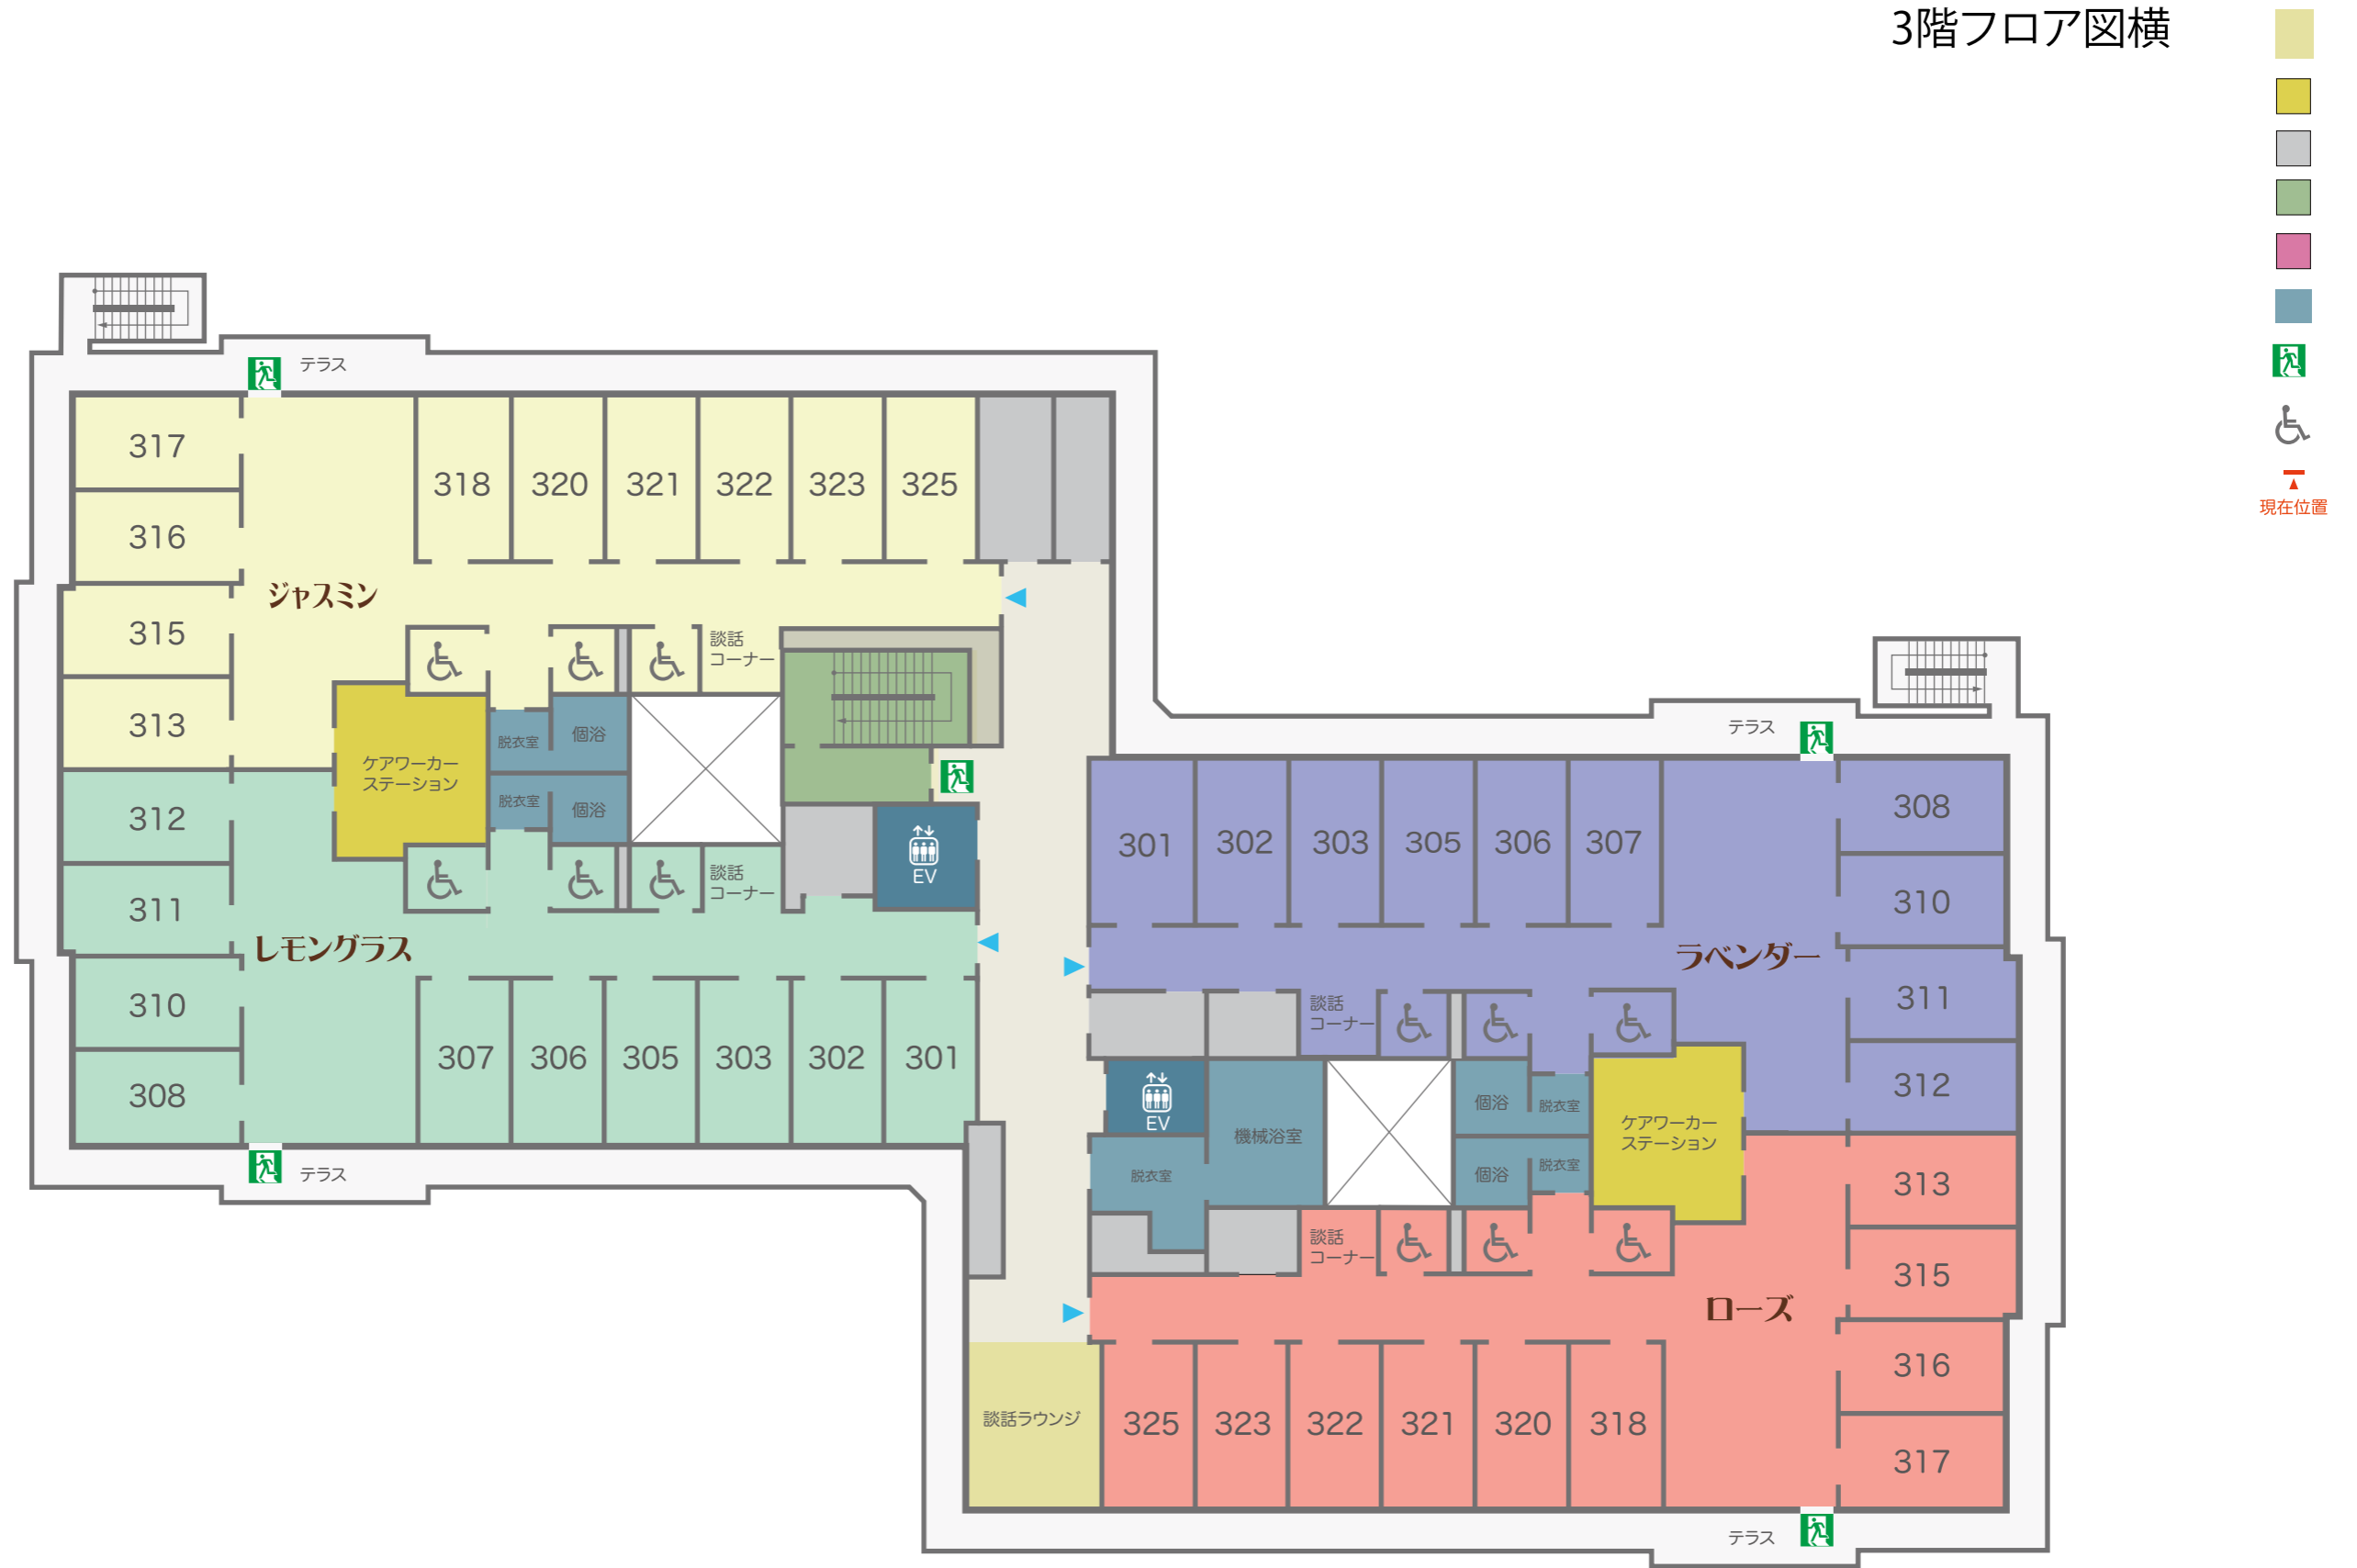 3階フロア図横
現在位置
テラス
317
318
320
321
322
323
325
316
ジャスミン
315
談話
コーナー
313
ケアワーカー
ステーション
脱衣室
個浴
312
脱衣室
個浴
EV
311
談話
コーナー
レモングラス
310
308
307
306
305
303
302
301
テラス
テラス
301
302
303
305
306
307
308
310
ラベンダー
311
談話
コーナー
312
EV
機械浴室
個浴
脱衣室
ケアワーカー
ステーション
脱衣室
個浴
脱衣室
313
談話
コーナー
315
ローズ
316
談話ラウンジ
325
323
322
321
320
318
317
テラス